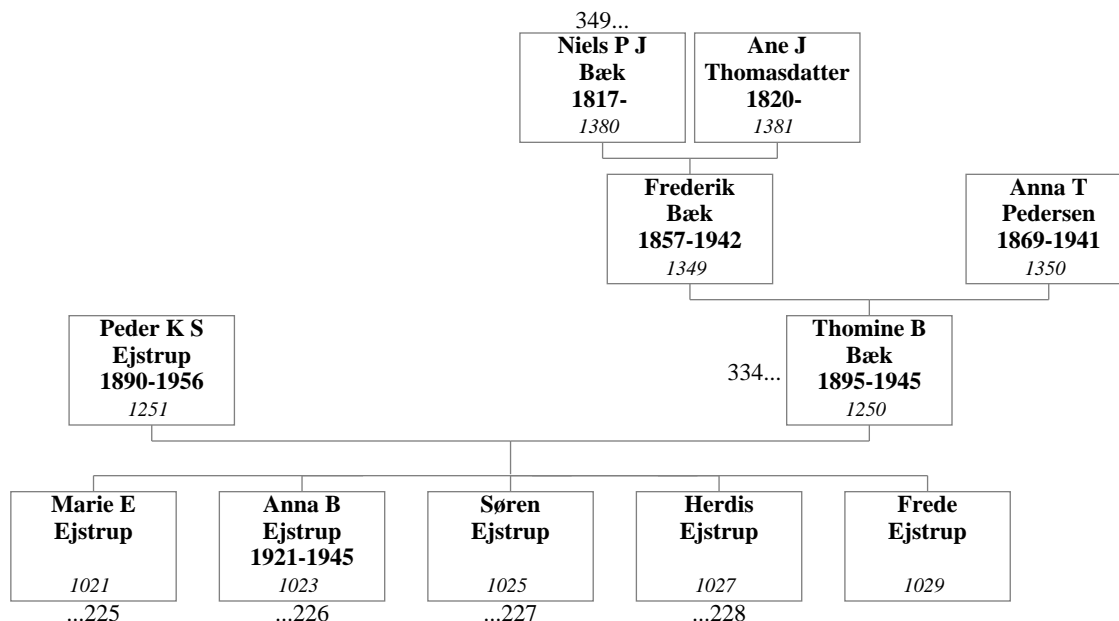 349...
Niels P J
Bæk
1817-
1380
Ane J
Thomasdatter
1820-
1381
Frederik
Bæk
1857-1942
1349
Anna T
Pedersen
1869-1941
1350
Peder K S
Ejstrup
1890-1956
1251
334...
Thomine B
Bæk
1895-1945
1250
Marie E
Ejstrup
1021
...225
Anna B
Ejstrup
1921-1945
1023
...226
Søren
Ejstrup
1025
...227
Herdis
Ejstrup
1027
...228
Frede
Ejstrup
1029